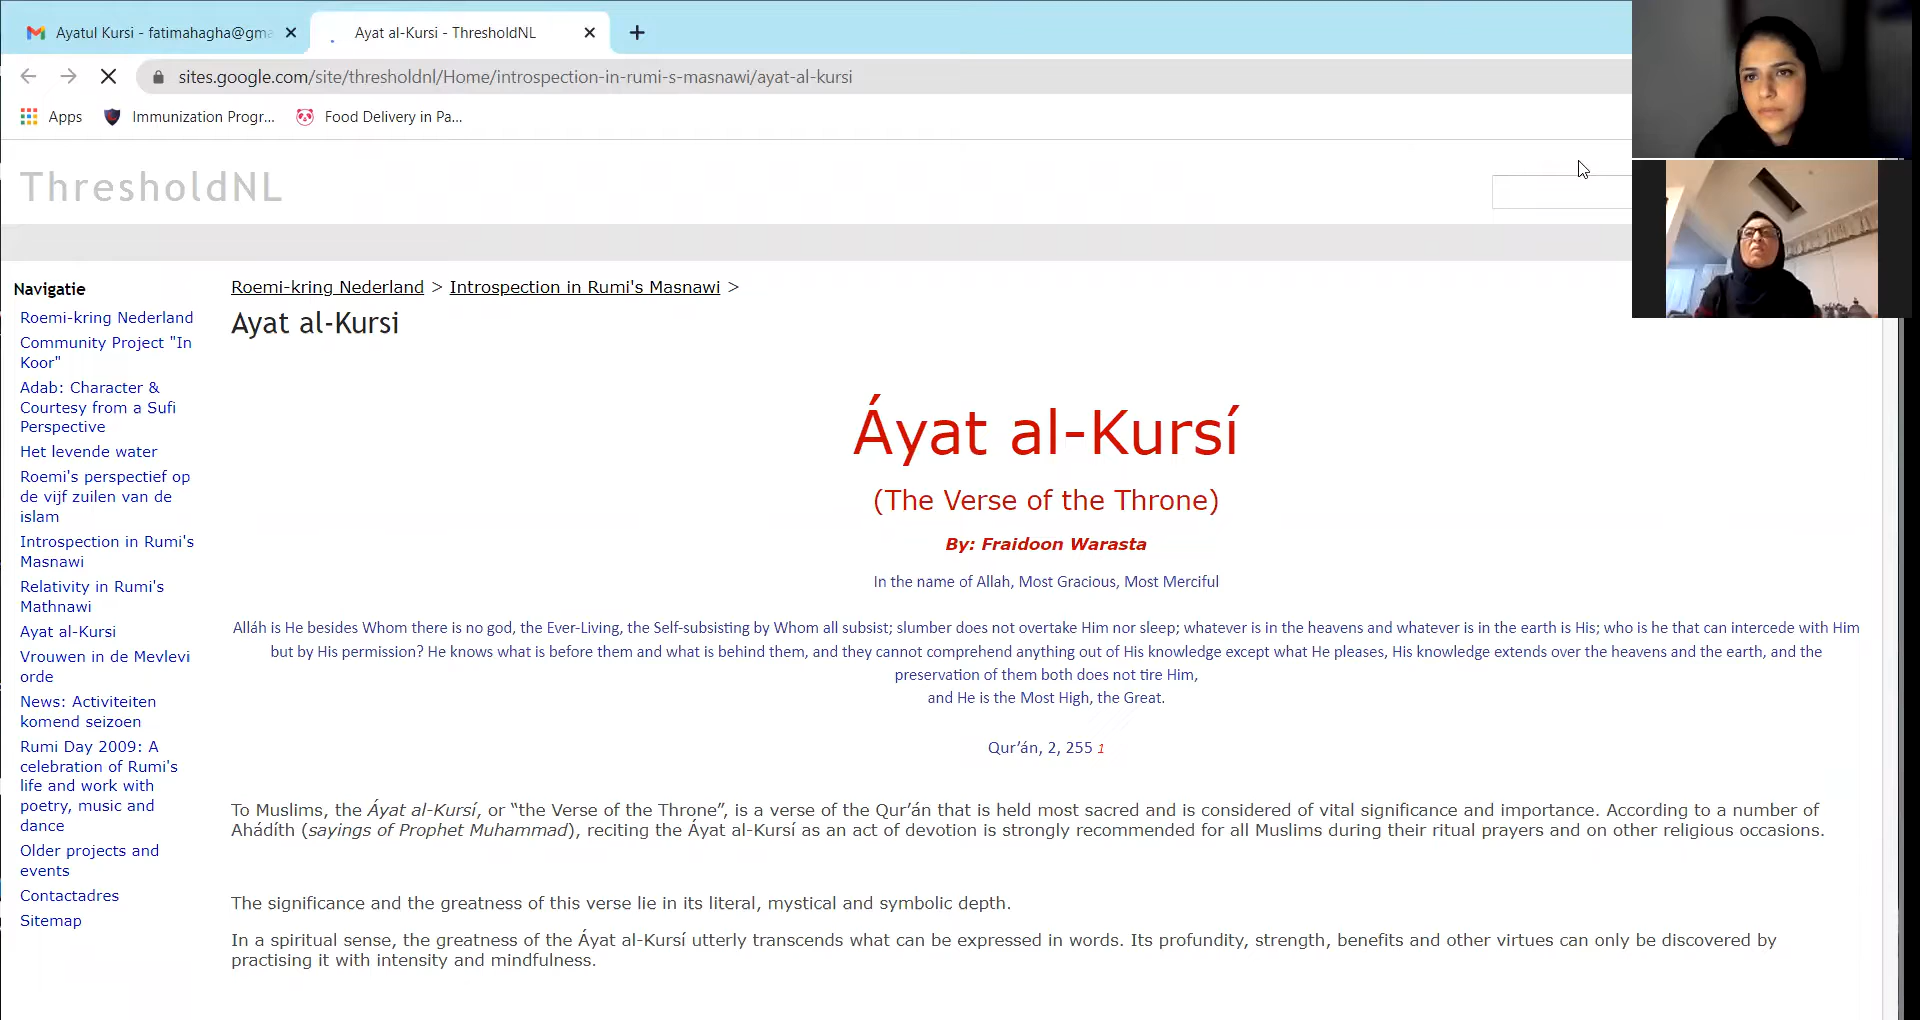 Ayatul Kursi - fatimahagha@gma
Ayat al-Kursi - ThresholdNL
sites.google.com/site/thresholdnl/Home/introspection-in-rumi-s-masnawi/ayat-al-kursi
Apps
Immunization Progr...
Food Delivery in Pa...
ThresholdNL
Navigatie
Roemi-kring Nederland
Community Project "In
Koor"
Adab: Character &
Courtesy from a Sufi
Perspective
Het levende water
Roemi's perspectief op
de vijf zuilen van de
islam
Introspection in Rumi's
Masnawi
Relativity in Rumi's
Mathnawi
Ayat al-Kursi
Vrouwen in de Mevlevi
orde
News: Activiteiten
komend seizoen
Rumi Day 2009: A
celebration of Rumi's
life and work with
poetry, music and
dance
Older projects and
events
Contactadres
Sitemap
Roemi-kring Nederland > Introspection in Rumi's Masnawi >
Ayat al-Kursi
Áyat al-Kursí
(The Verse of the Throne)
By: Fraidoon Warasta
In the name of Allah, Most Gracious, Most Merciful
Alláh is He besides Whom there is no god, the Ever-Living, the Self-subsisting by Whom all subsist; slumber does not overtake Him nor sleep; whatever is in the heavens and whatever is in the earth is His; who is he that can intercede with Him
but by His permission? He knows what is before them and what is behind them, and they cannot comprehend anything out of His knowledge except what He pleases, His knowledge extends over the heavens and the earth, and the
preservation of them both does not tire Him,
and He is the Most High, the Great.
Qur’án, 2, 255 1
To Muslims, the Áyat al-Kursí, or “the Verse of the Throne”, is a verse of the Qur’án that is held most sacred and is considered of vital significance and importance. According to a number of
Ahádíth (sayings of Prophet Muhammad), reciting the Áyat al-Kursí as an act of devotion is strongly recommended for all Muslims during their ritual prayers and on other religious occasions.
The significance and the greatness of this verse lie in its literal, mystical and symbolic depth.
In a spiritual sense, the greatness of the Áyat al-Kursí utterly transcends what can be expressed in words. Its profundity, strength, benefits and other virtues can only be discovered by
practising it with intensity and mindfulness.